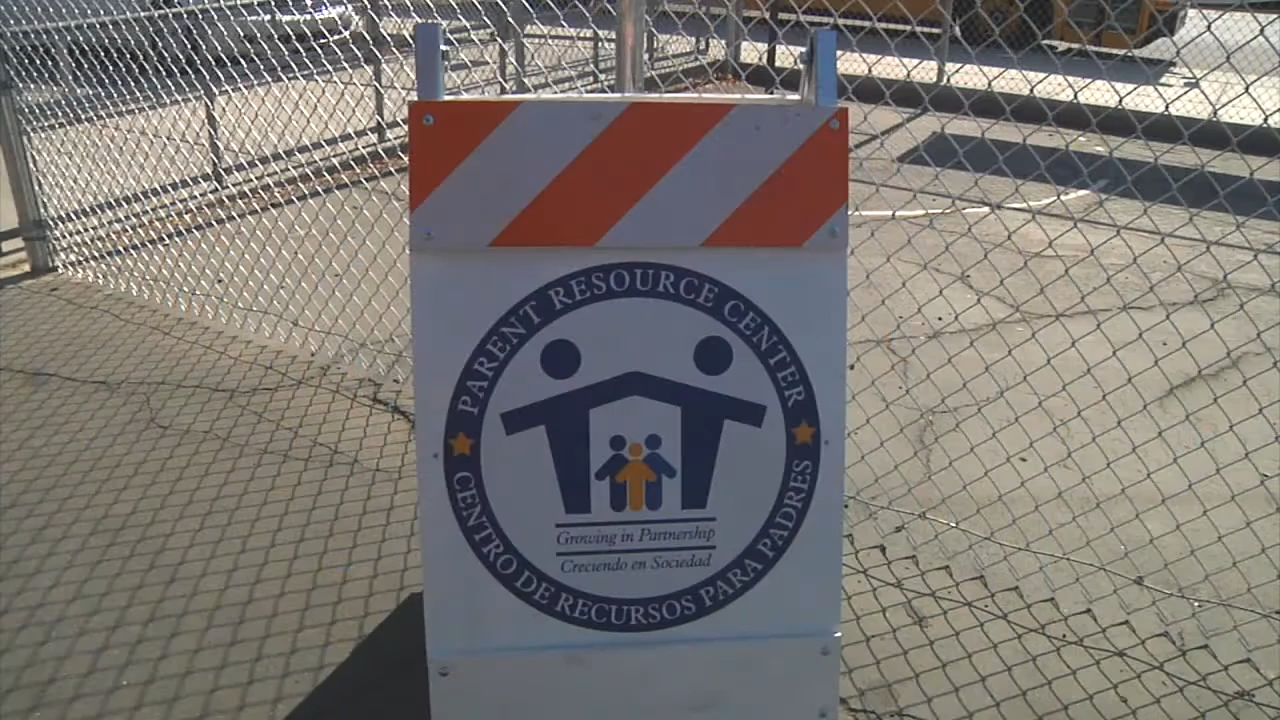 PARENT RESOURCE CENTER
Growing in Partnership
Creciendo en Sociedad
CENTRO DE RECURSOS PARA PADRES